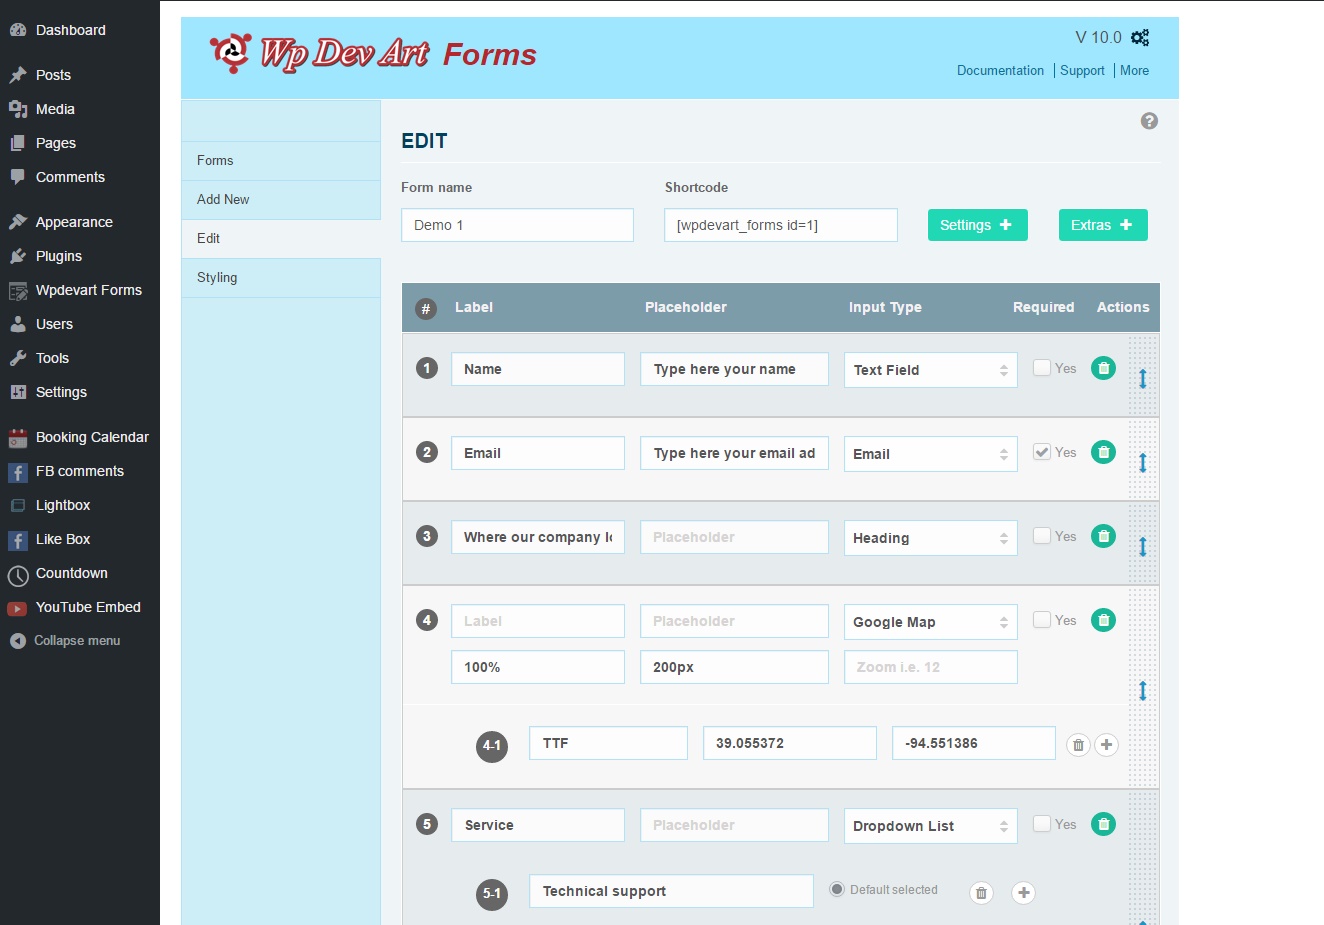 Dashboard
Posts
Media
Pages
Comments
Appearance
Plugins
Wpdevart Forms
Users
Tools
Settings
Booking Calendar
FB comments
Lightbox
Like Box
Countdown
YouTube Embed
Collapse menu
Wp Dev Art Forms
V 10.0
Documentation Support More
Forms
Add New
Edit
Styling
EDIT
Form name Shortcode
Demo 1 [wpdevart_forms id=1] Settings Extras
# Label Placeholder Input Type Required Actions
1 Name Type here your name Text Field Yes
2 Email Type here your email ad Email Yes
3 Where our company Placeholder Heading Yes
4 Label Placeholder Google Map Yes
100% 200px Zoom i.e. 12
4-1 TTF 39.055372 -94.551386
5 Service Placeholder Dropdown List Yes
5-1 Technical support Default selected